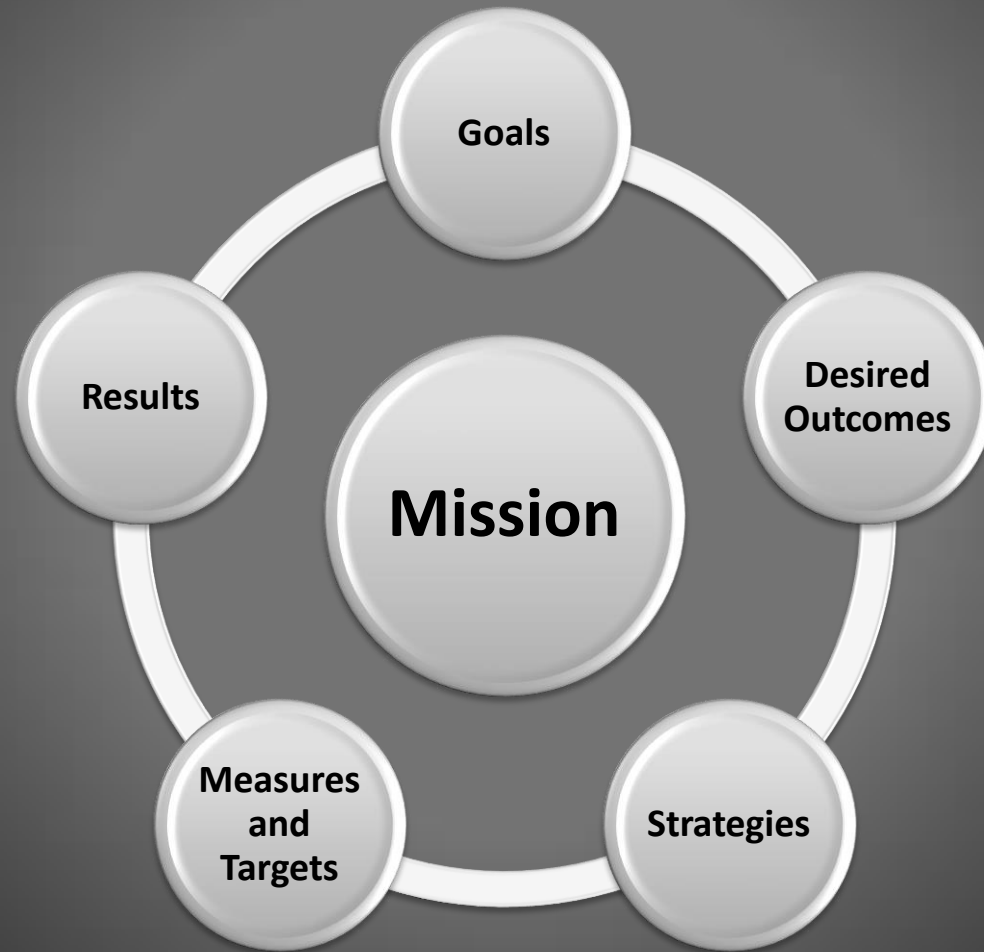 Goals
Desired
Outcomes
Strategies
Measures
and
Targets
Results
Mission